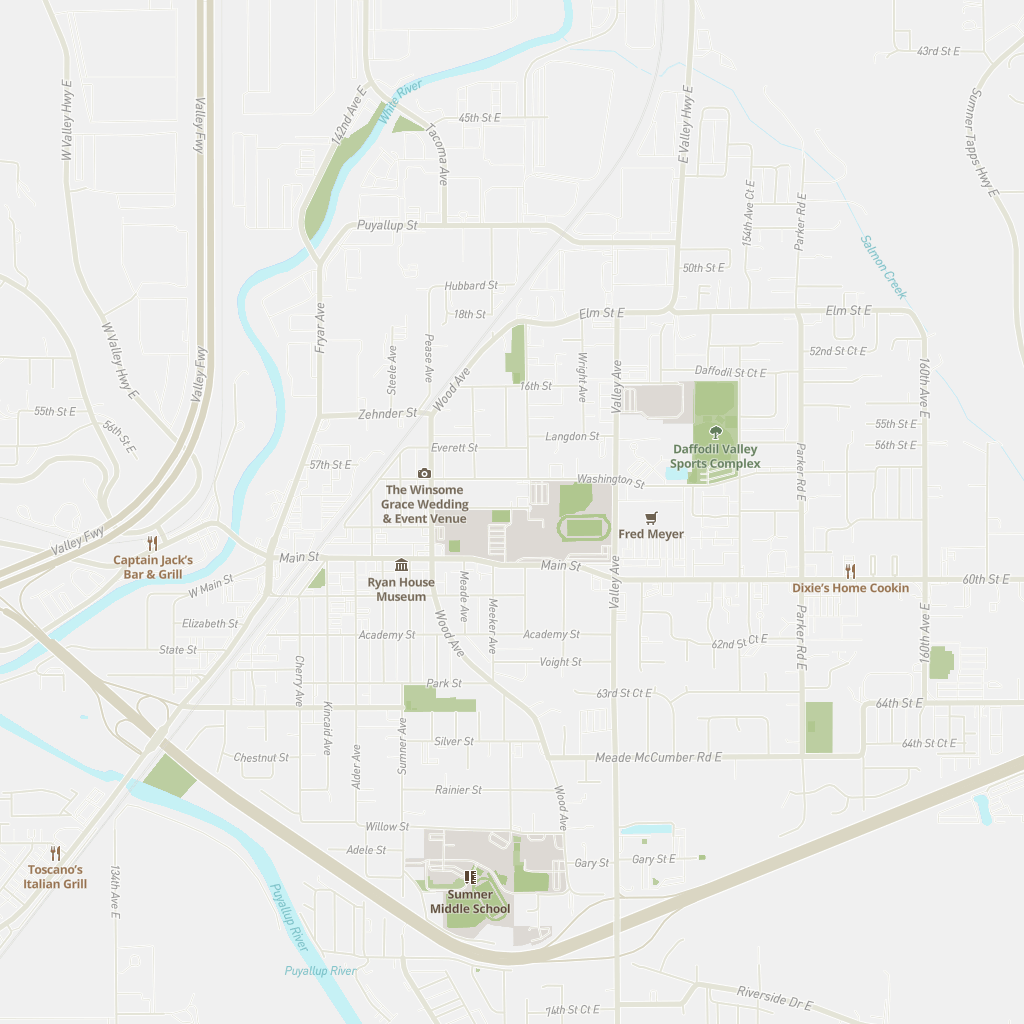 43rd St E
W Valley Hwy E
Valley Fwy
142nd Ave E
White River
45th St E
Tacoma Ave
E Valley Hwy E
Sumner Tapps Hwy E
154th Ave Ct E
Parker Rd E
Puyallup St
50th St E
Salmon Creek
Hubbard St
18th St
Elm St E
Elm St E
Fryar Ave
Steele Ave
Pease Ave
Wood Ave
Wright Ave
Valley Ave
W Valley Hwy E
Valley Fwy
52nd St Ct E
Daffodil St Ct E
160th Ave E
16th St
Zehnder St
55th St E
56th St E
55th St E
56th St E
Langdon St
Everett St
57th St E
Daffodil Valley
Sports Complex
Parker Rd E
Washington St
The Winsome
Grace Wedding
& Event Venue
Fred Meyer
Valley Fwy
Captain Jack's
Bar & Grill
Main St
Main St
W Main St
Ryan House
Museum
Meade Ave
Meeker Ave
Valley Ave
Dixie's Home Cookin
60th St E
Elizabeth St
State St
Academy St
Academy St
Wood Ave
Voight St
62nd St Ct E
Parker Rd E
160th Ave E
Cherry Ave
Kincaid Ave
Alder Ave
Sumner Ave
Park St
63rd St Ct E
64th St E
64th St Ct E
Silver St
Chestnut St
Meade McCumber Rd E
Rainier St
Wood Ave
Willow St
Adele St
Gary St
Gary St E
Toscano's
Italian Grill
134th Ave E
Sumner
Middle School
Puyallup River
Puyallup River
Riverside Dr E
74th St E